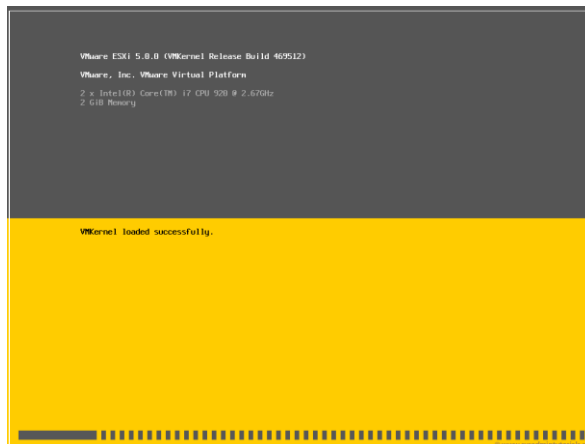 VMware ESXi 5.0.0 (VMKernel Release Build 469512)
VMware, Inc. VMware Virtual Platform
2 x Intel(R) Core(TM) i7 CPU 920 @ 2.67GHz
2 GiB Memory
VMKernel loaded successfully.